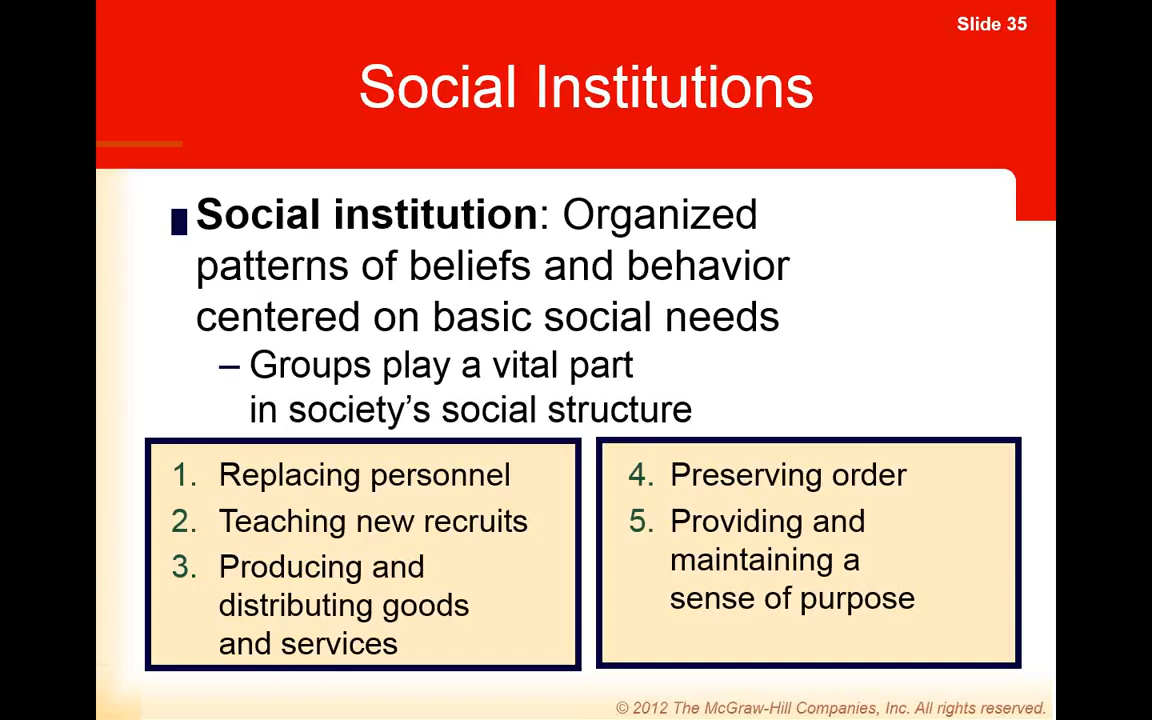 Slide 35
Social Institutions
Social institution: Organized
patterns of beliefs and behavior
centered on basic social needs
– Groups play a vital part
in society’s social structure
1. Replacing personnel
2. Teaching new recruits
3. Producing and
distributing goods
and services
4. Preserving order
5. Providing and
maintaining a
sense of purpose
© 2012 The McGraw-Hill Companies, Inc. All rights reserved.